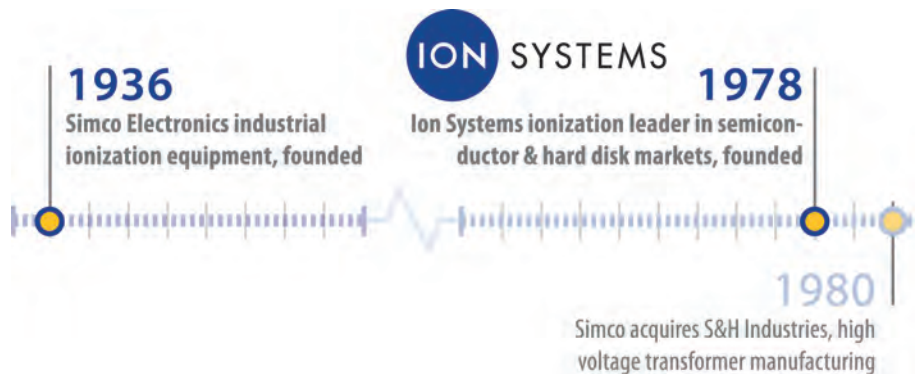 ION SYSTEMS
1936
Simco Electronics industrial
ionization equipment, founded
1978
Ion Systems ionization leader in semicon-
ductor & hard disk markets, founded
1980
Simco acquires S&H Industries, high
voltage transformer manufacturing